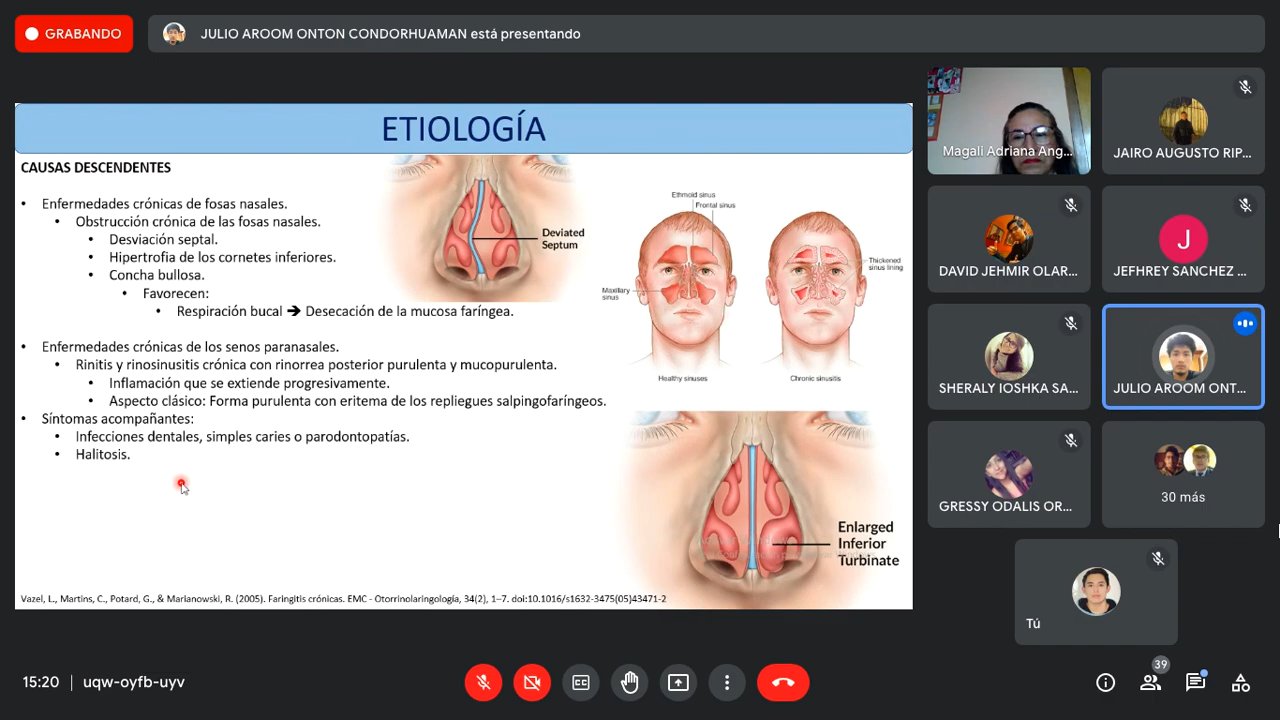 GRABANDO
JULIO AROOM ONTON CONDORHUAMAN está presentando
ETIOLOGÍA
CAUSAS DESCENDENTES
• Enfermedades crónicas de fosas nasales.
• Obstrucción crónica de las fosas nasales.
• Desviación septal.
• Hipertrofia de los cornetes inferiores.
• Concha bullosa.
• Favorecen:
• Respiración bucal ➔ Desecación de la mucosa faríngea.
• Enfermedades crónicas de los senos paranasales.
• Rinitis y rinosinusitis crónica con rinorrea posterior purulenta y mucopurulenta.
• Inflamación que se extiende progresivamente.
• Aspecto clásico: Forma purulenta con eritema de los repliegues salpingofaríngeos.
• Síntomas acompañantes:
• Infecciones dentales, simples caries o parodontopatías.
• Halitosis.
Deviated
Septum
Ethmoid sinus
Frontal sinus
Maxillary
sinus
Thickened
sinus lining
Healthy sinuses
Chronic sinusitis
Enlarged
Inferior
Turbinate
Vazel, L., Martins, C., Potard, G., & Marianowski, R. (2005). Faringitis crónicas. EMC - Otorrinolaringología, 34(2), 1–7. doi:10.1016/s1632-3475(05)43471-2
Magali Adriana Ang...
JAIRO AUGUSTO RIP...
DAVID JEHMIR OLAR...
JEFHREY SANCHEZ ...
SHERALY IOSHKA SA...
JULIO AROOM ONT...
GRESSY ODALIS OR...
30 más
J
Tú
15:20 | uqw-oyfb-uyv
CC
39